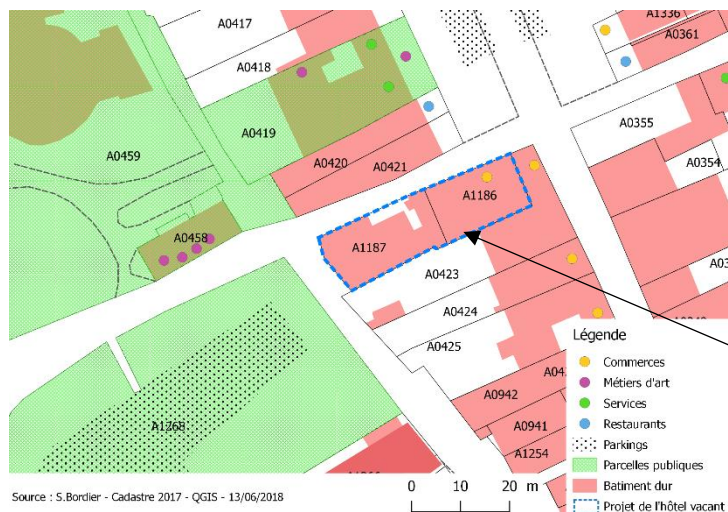 A0417
A0418
A1336
A0361
A0355
A0354
A0419
A0459
A0420
A0421
A1186
A0458
A1187
A0423
A0424
A0425
A0942
A0941
A1254
A1268
Légende
Commerces
Métiers d'art
Services
Restaurants
Parkings
Parcelles publiques
Batiment dur
Projet de l'hôtel vacant
0 10 20 m
Source : S.Bordier - Cadastre 2017 - QGIS - 13/06/2018